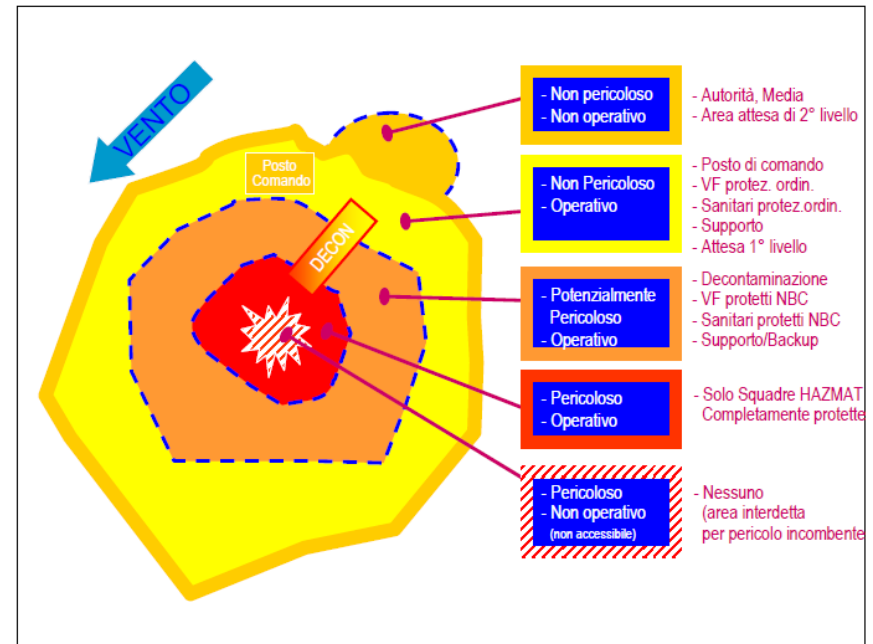 VENTO
Posto
Comando
DECON
- Non pericoloso
- Non operativo
- Autorità, Media
- Area attesa di 2° livello
- Non Pericoloso
- Operativo
- Posto di comando
- VF protez. ordin.
- Sanitari protez.ordin.
- Supporto
- Attesa 1° livello
- Potenzialmente
Pericoloso
- Operativo
- Decontaminazione
- VF protetti NBC
- Sanitari protetti NBC
- Supporto/Backup
- Pericoloso
- Operativo
- Solo Squadre HAZMAT
Completamente protette
- Pericoloso
- Non operativo
(non accessibile)
- Nessuno
(area interdetta
per pericolo incombente